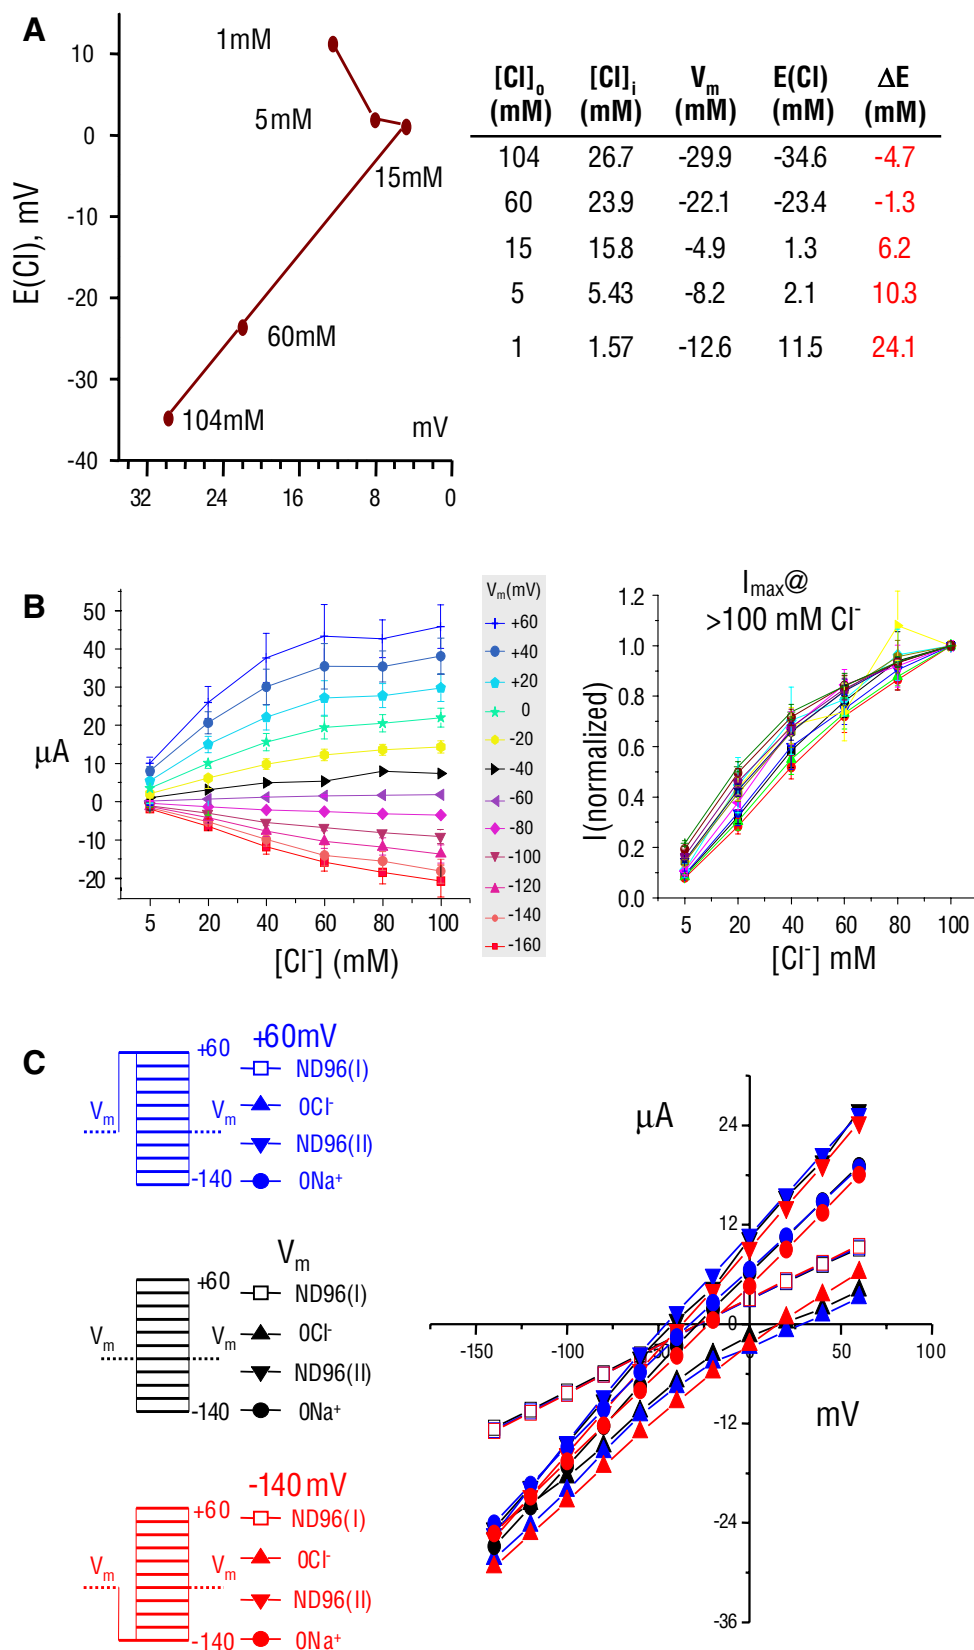 A
1mM
5mM
15mM
60mM
104mM
mV
E(Cl), mV
10
0
-10
-20
-30
-40
32 24 16 8 0
[Cl]o [Cl]i Vm E(Cl) ΔE
(mM) (mM) (mM) (mM) (mM)
104 26.7 -29.9 -34.6 -4.7
60 23.9 -22.1 -23.4 -1.3
15 15.8 -4.9 1.3 6.2
5 5.43 -8.2 2.1 10.3
1 1.57 -12.6 11.5 24.1
B
50
40
30
20
10
0
-10
-20
μA
5 20 40 60 80 100
[Cl-] (mM)
Vm(mV)
+60
+40
+20
0
-20
-40
-60
-80
-100
-120
-140
-160
Imax@
>100 mM Cl-
I(normalized)
1.2
1.0
0.8
0.6
0.4
0.2
0.0
5 20 40 60 80 100
[Cl-] mM
C
+60mV
+60
Vm Vm
-140
ND96(I)
0Cl-
ND96(II)
0Na+
Vm
+60
Vm Vm
-140
ND96(I)
0Cl-
ND96(II)
0Na+
-140mV
+60
Vm Vm
-140
ND96(I)
0Cl-
ND96(II)
0Na+
μA
24
12
0
-12
-24
-36
-150 -100 -50 0 50 100
mV